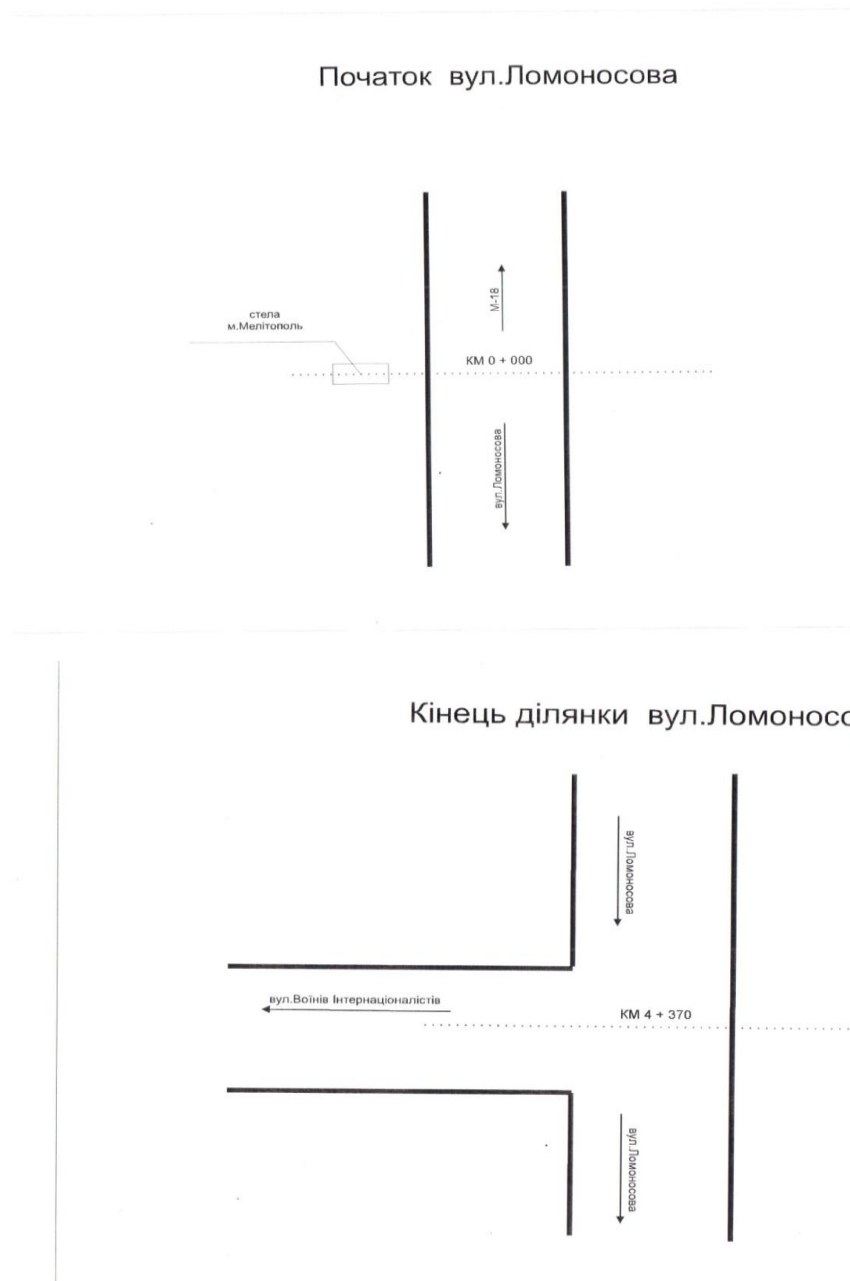 Початок вул.Ломоносова
М-18
стела
м.Мелітополь
КМ 0 + 000
вул.Ломоносова
Кінець ділянки вул.Ломоносо
вул.Ломоносова
вул.Воїнів Інтернаціоналістів
КМ 4 + 370
вул.Ломоносова